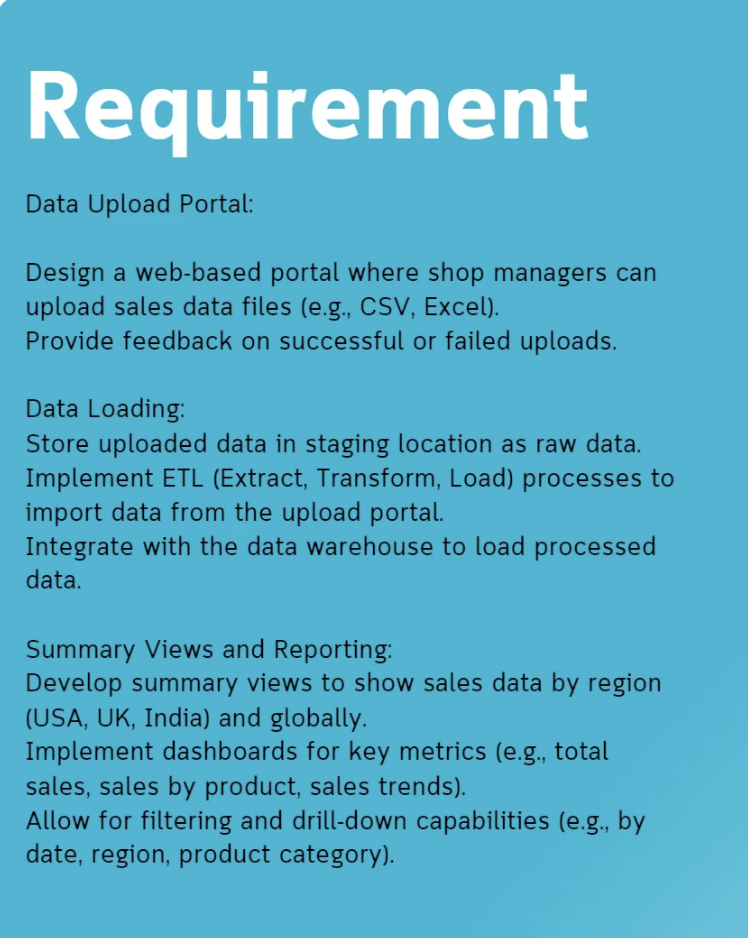 Requirement
Data Upload Portal:
Design a web-based portal where shop managers can
upload sales data files (e.g., CSV, Excel).
Provide feedback on successful or failed uploads.
Data Loading:
Store uploaded data in staging location as raw data.
Implement ETL (Extract, Transform, Load) processes to
import data from the upload portal.
Integrate with the data warehouse to load processed
data.
Summary Views and Reporting:
Develop summary views to show sales data by region
(USA, UK, India) and globally.
Implement dashboards for key metrics (e.g., total
sales, sales by product, sales trends).
Allow for filtering and drill-down capabilities (e.g., by
date, region, product category).